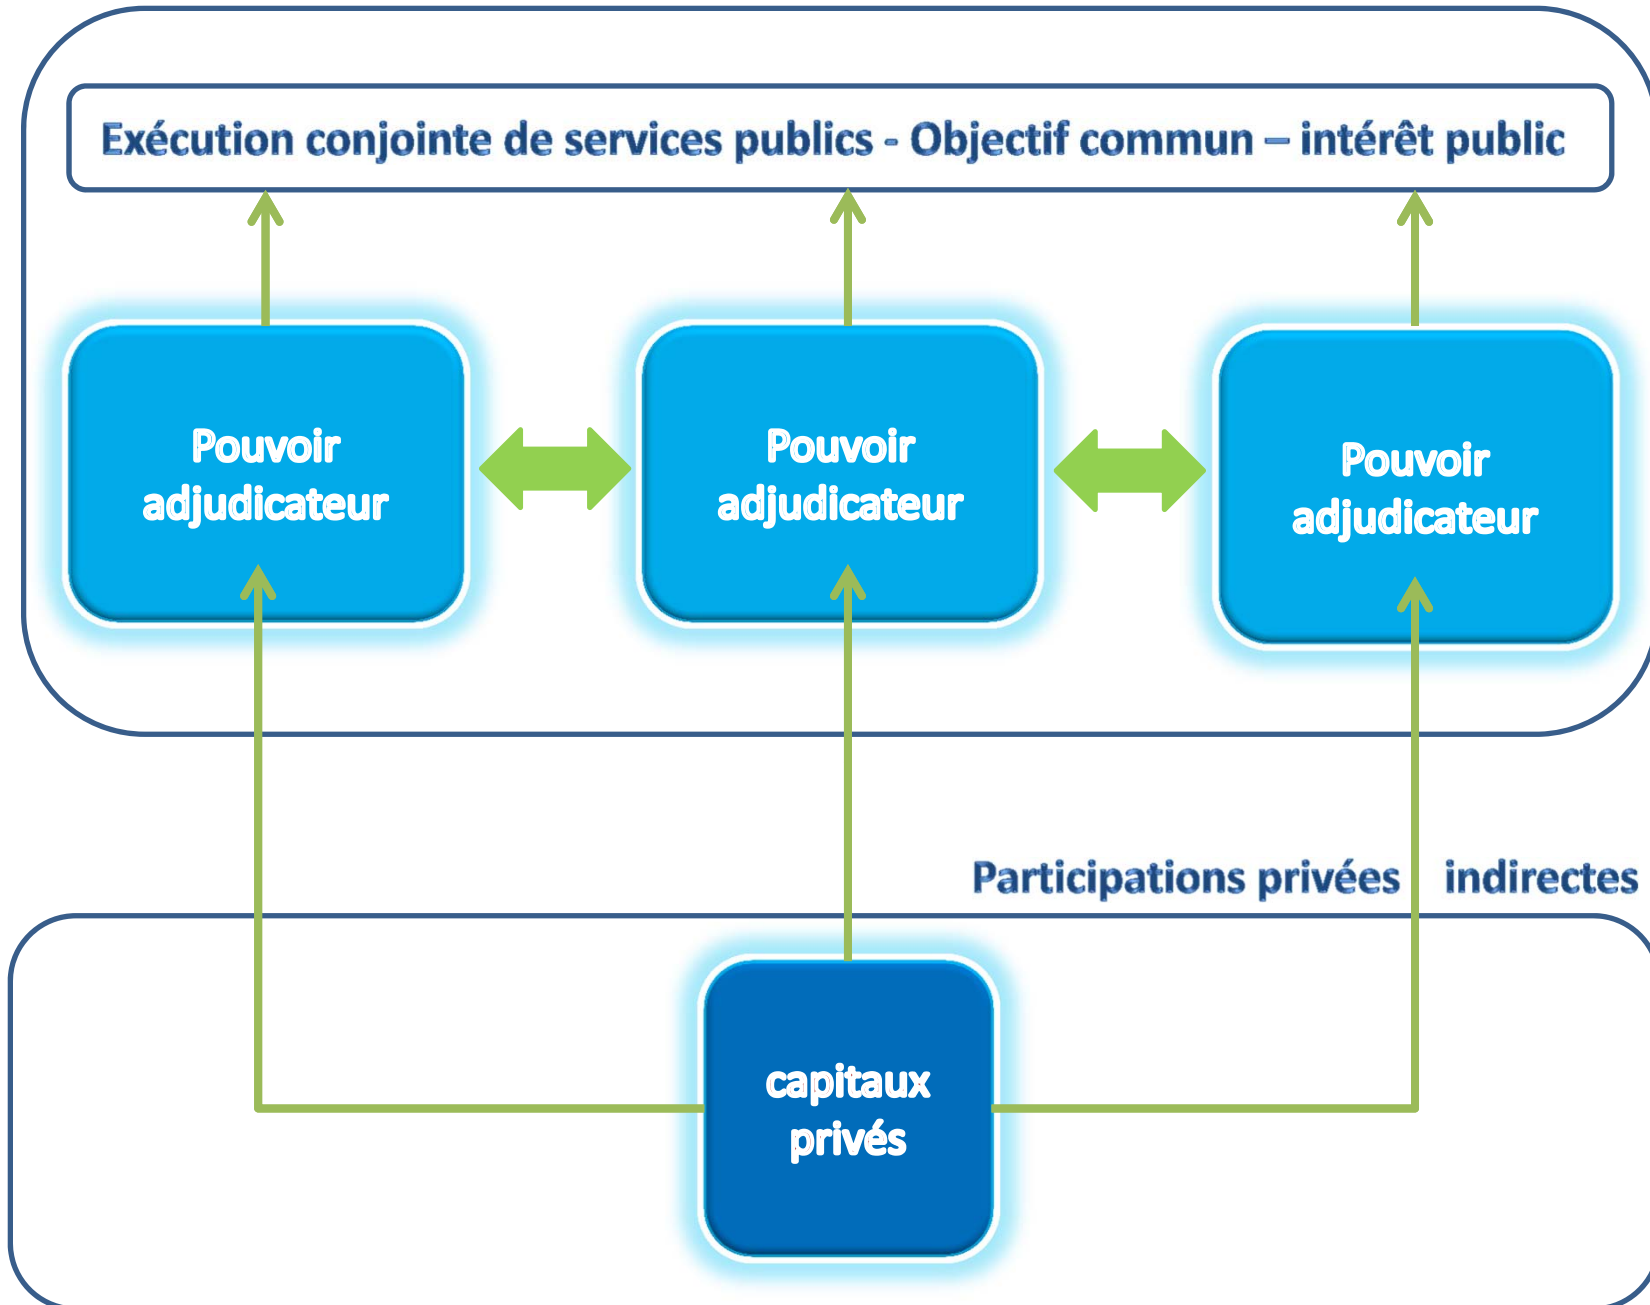 Exécution conjointe de services publics - Objectif commun – intérêt public
Pouvoir
adjudicateur
Pouvoir
adjudicateur
Pouvoir
adjudicateur
Participations privées indirectes
capitaux
privés